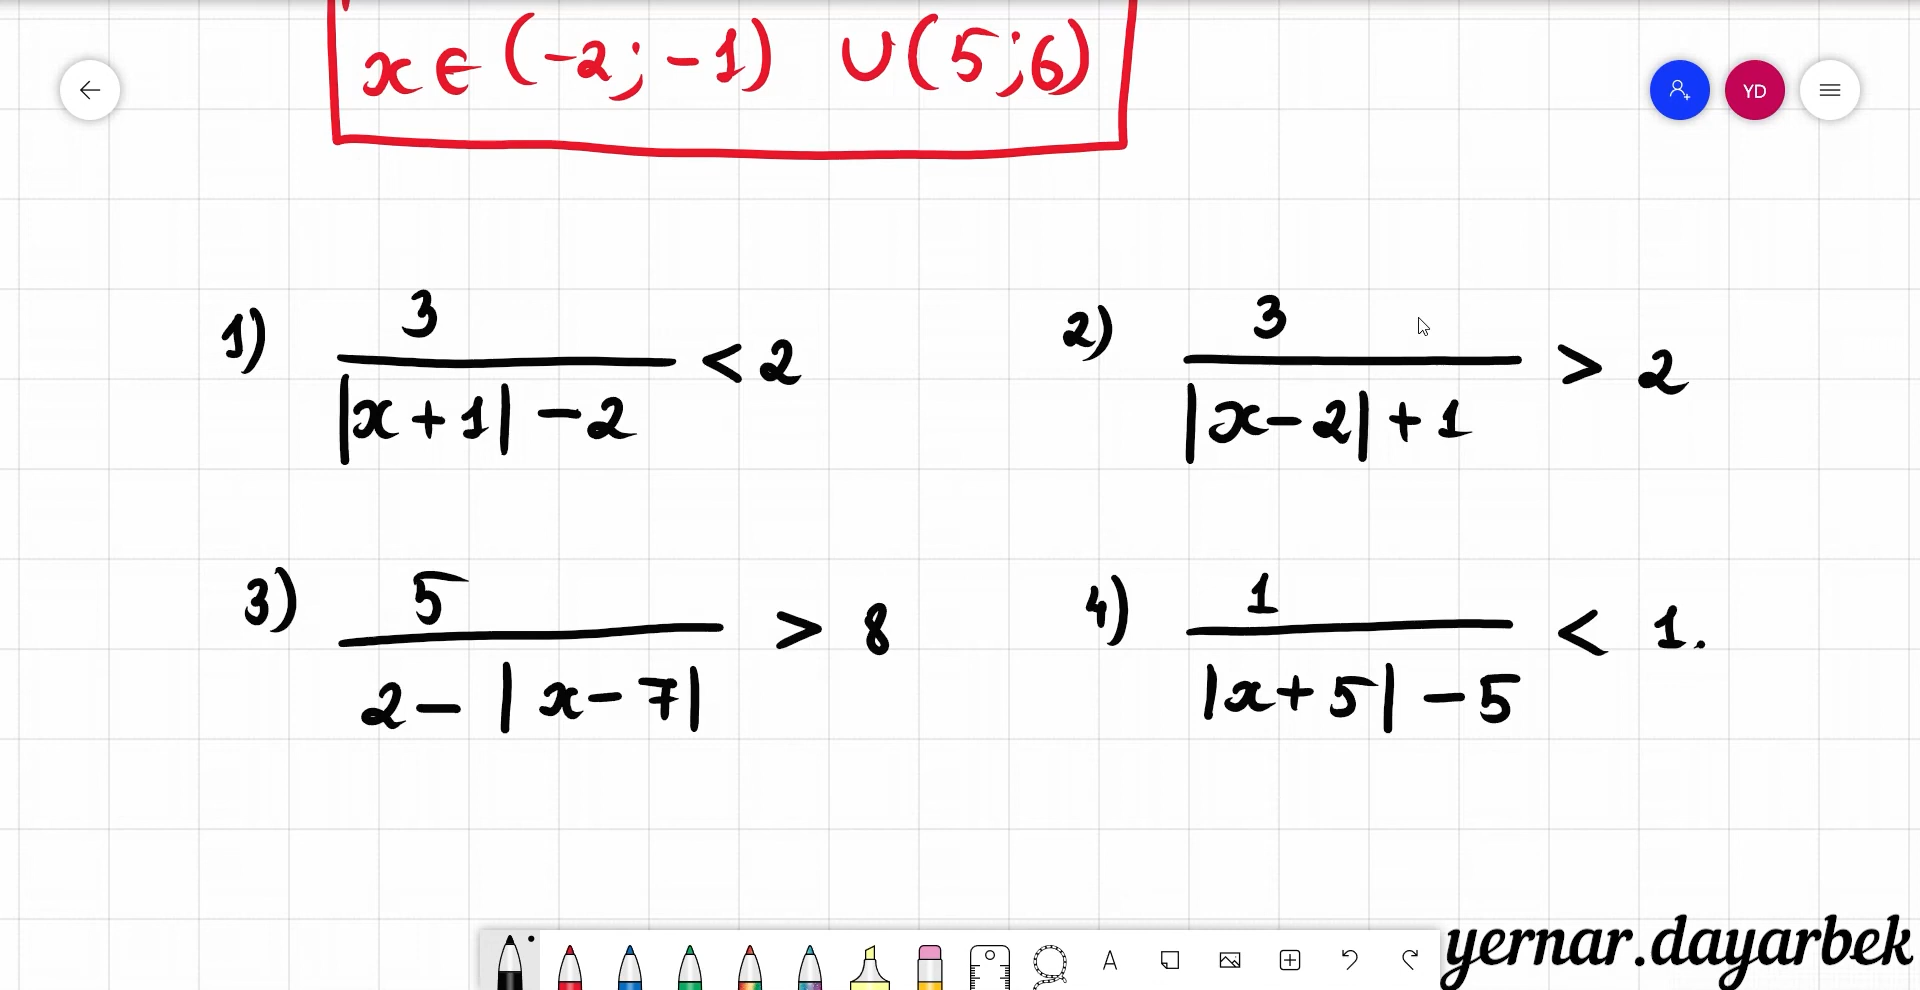 x ∈ (-2; -1) ∪ (5; 6)
YD
1) 3 / (|x + 1| - 2) < 2
2) 3 / (|x - 2| + 1) > 2
3) 5 / (2 - |x - 7|) > 8
4) 1 / (|x + 5| - 5) < 1.
A
yernar.dayarbek